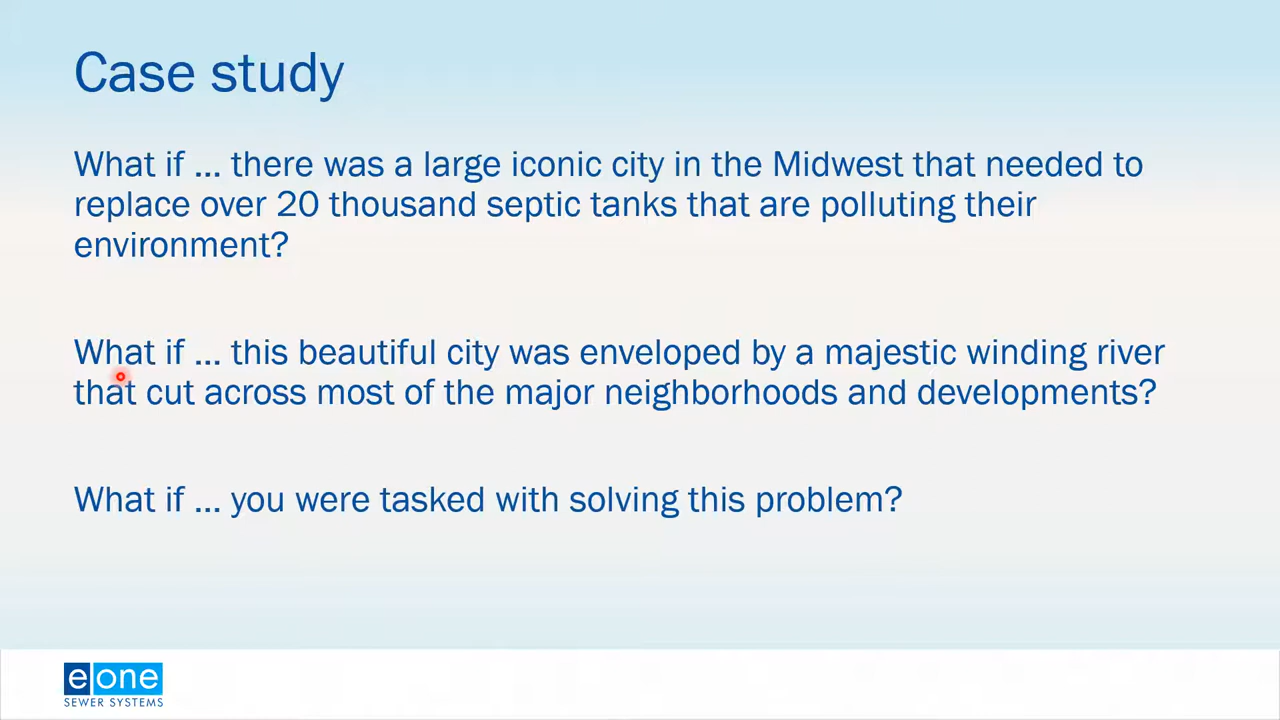 Case study
What if ... there was a large iconic city in the Midwest that needed to
replace over 20 thousand septic tanks that are polluting their
environment?
What if ... this beautiful city was enveloped by a majestic winding river
that cut across most of the major neighborhoods and developments?
What if ... you were tasked with solving this problem?
e one
SEWER SYSTEMS